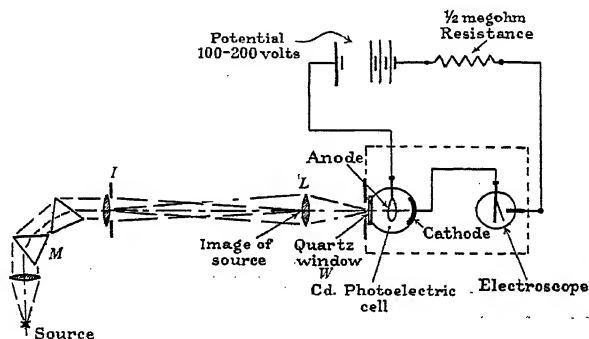 Potential
100-200 volts
½ megohm
Resistance
I
'L
Anode
M
Image of
source
Quartz
window
W
Cathode
Cd. Photoelectric
cell
Electroscope
Source